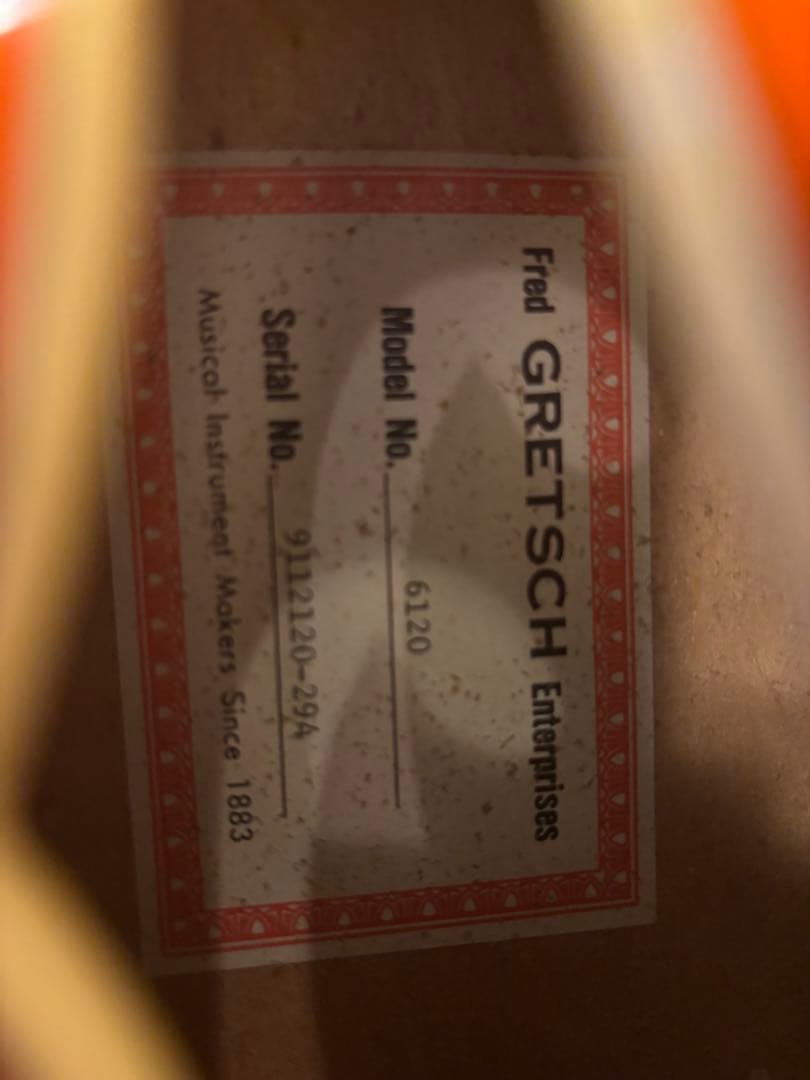 Fred GRETSCH Enterprises
Model No. 6120
Serial No. 9112120-29A
Musical Instrument Makers Since 1883